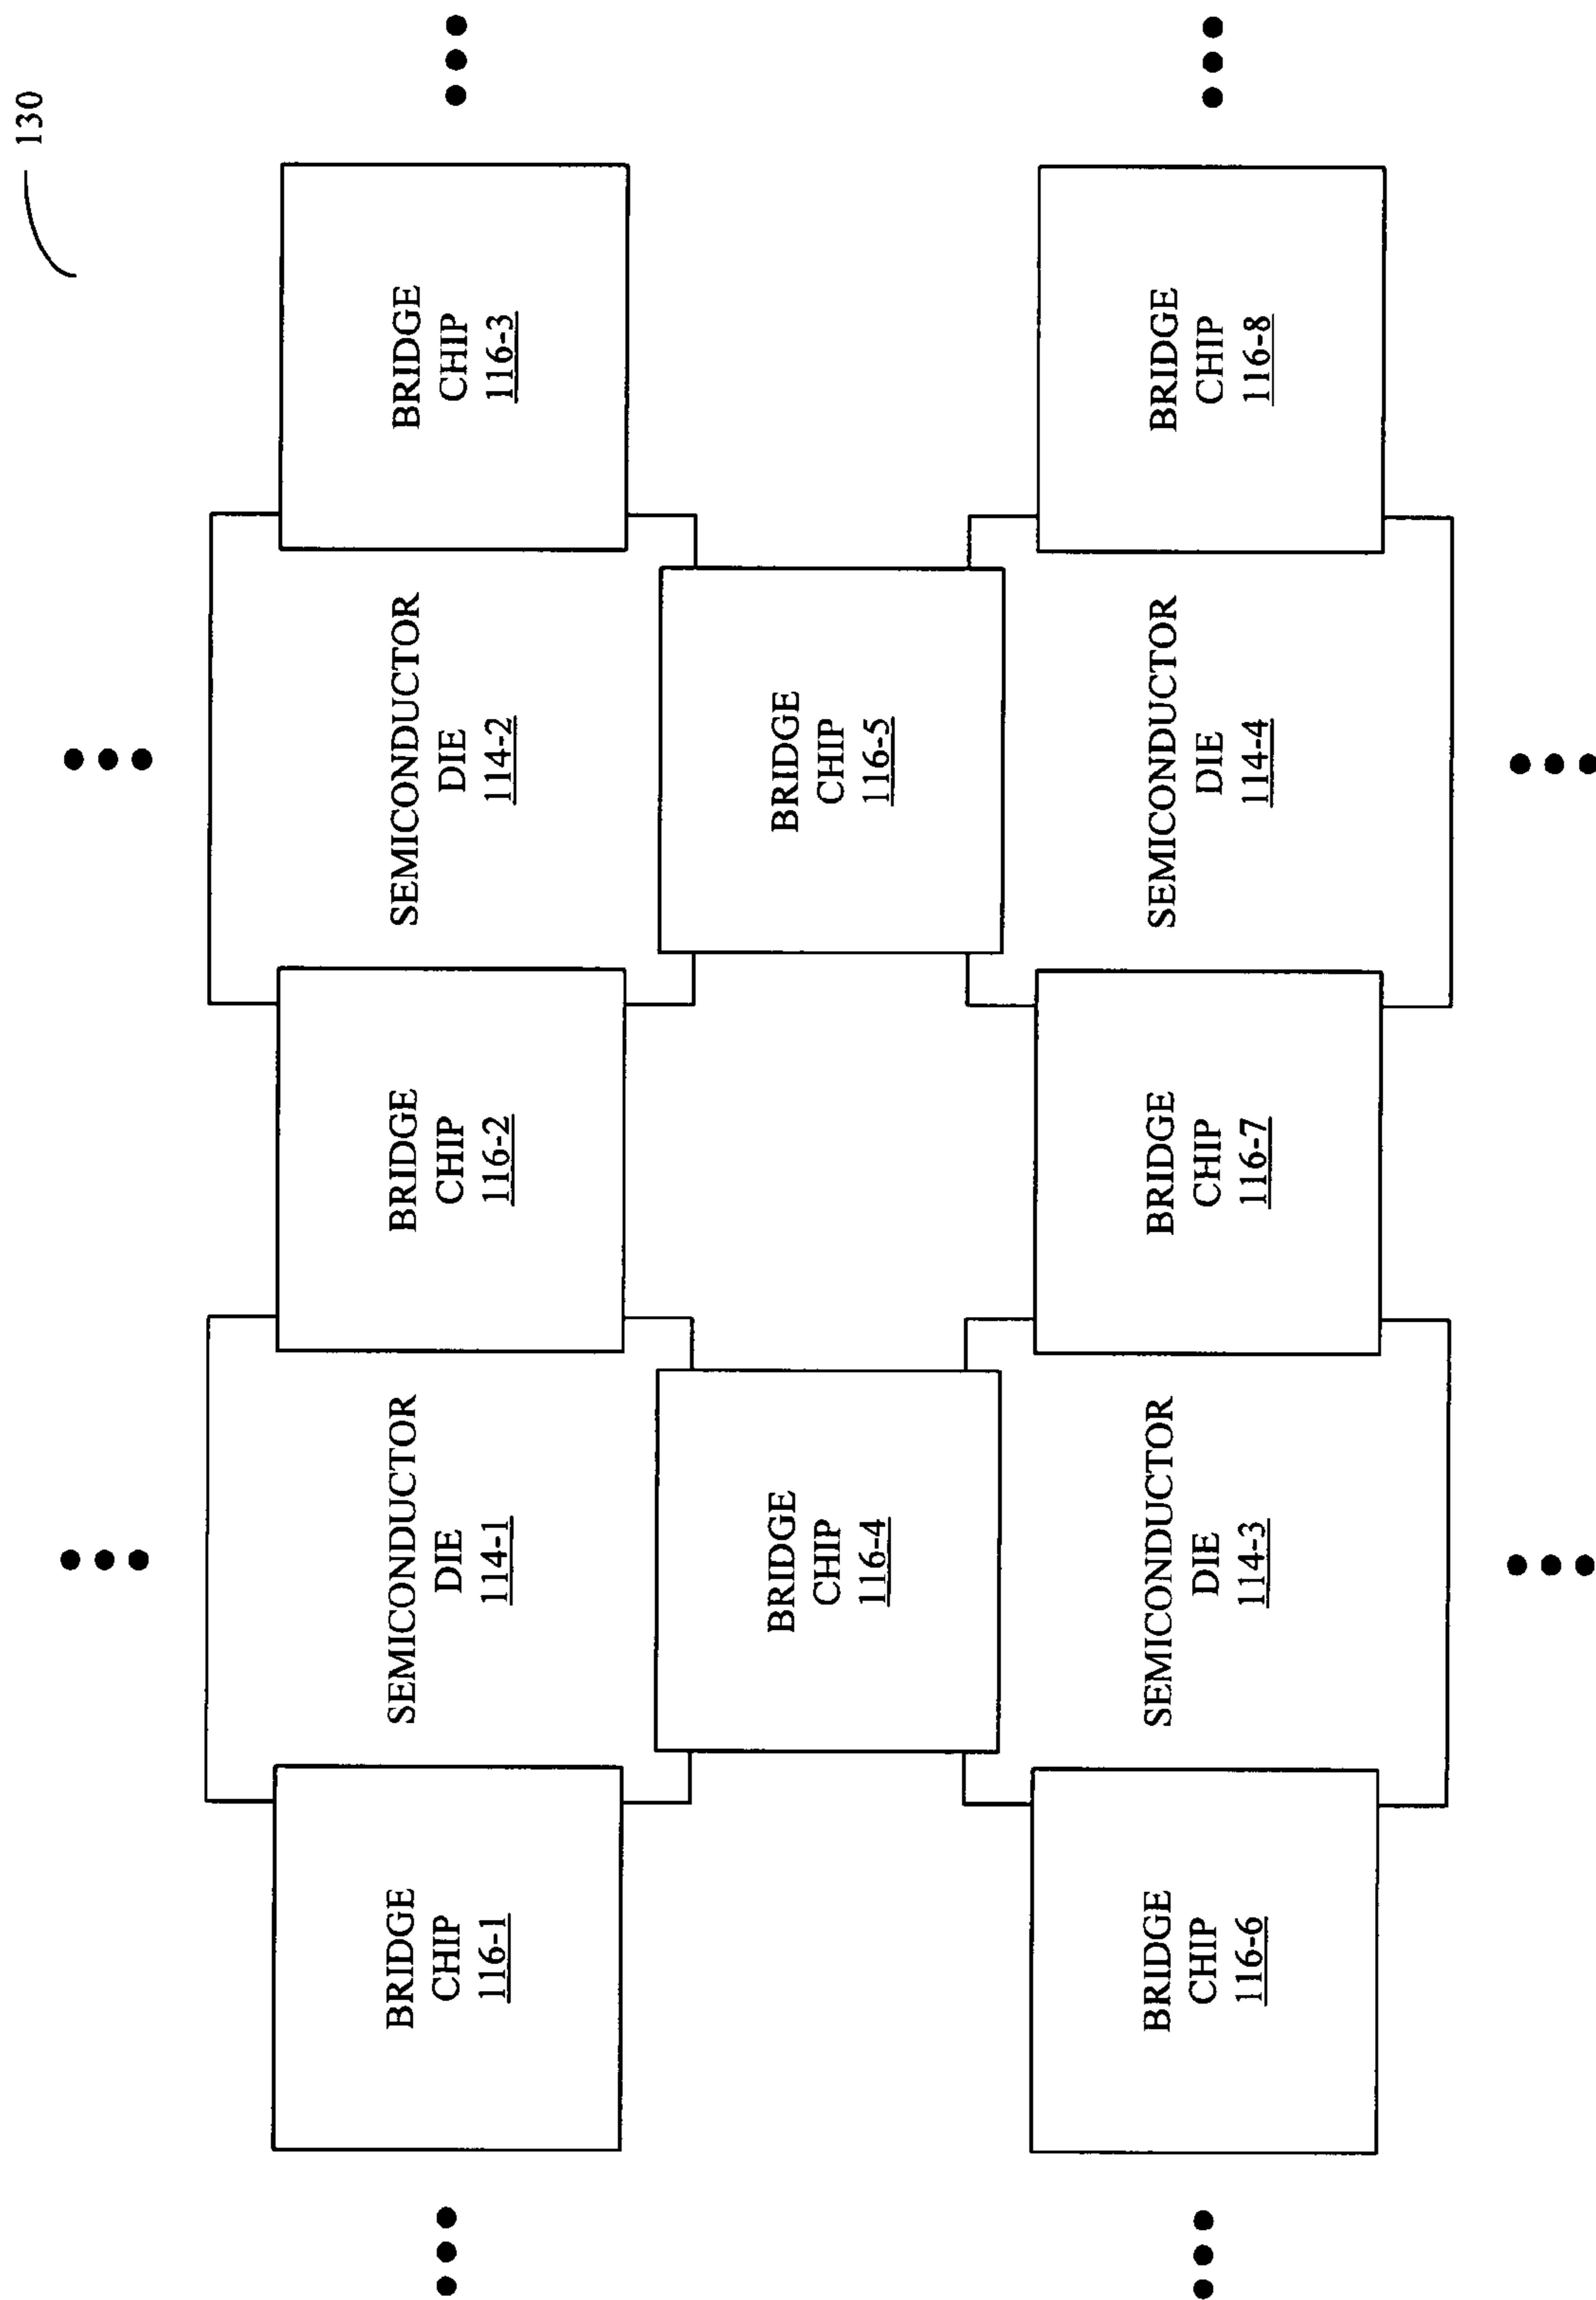 130
BRIDGE
CHIP
116-1
SEMICONDUCTOR
DIE
114-1
BRIDGE
CHIP
116-2
SEMICONDUCTOR
DIE
114-2
BRIDGE
CHIP
116-3
BRIDGE
CHIP
116-4
BRIDGE
CHIP
116-5
BRIDGE
CHIP
116-6
SEMICONDUCTOR
DIE
114-3
BRIDGE
CHIP
116-7
SEMICONDUCTOR
DIE
114-4
BRIDGE
CHIP
116-8